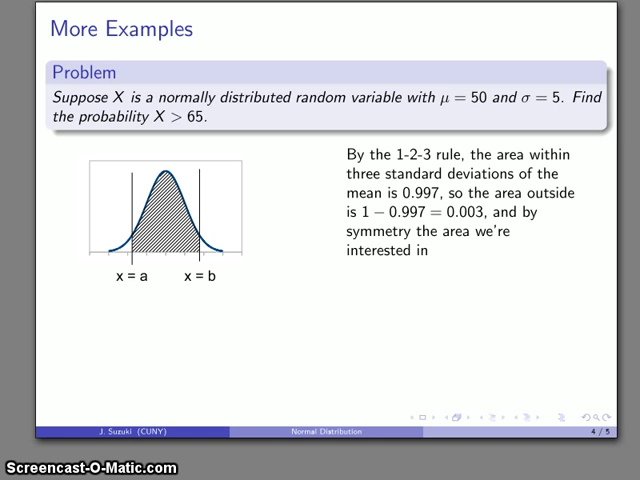 More Examples
Problem
Suppose X is a normally distributed random variable with μ = 50 and σ = 5. Find
the probability X > 65.
By the 1-2-3 rule, the area within
three standard deviations of the
mean is 0.997, so the area outside
is 1 − 0.997 = 0.003, and by
symmetry the area we're
interested in
x = a
x = b
J. Suzuki (CUNY)
Normal Distribution
4 / 5
Screencast-O-Matic.com